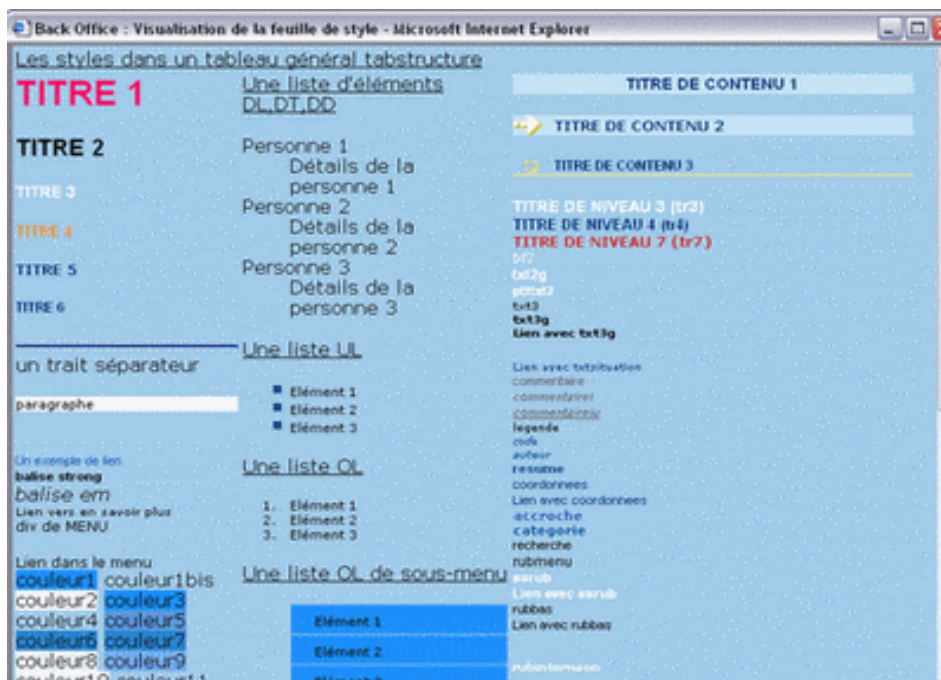 Back Office : Visualisation de la feuille de style - Microsoft Internet Explorer
Les styles dans un tableau général tabstructure
TITRE 1
TITRE 2
TITRE 3
TITRE 4
TITRE 5
TITRE 6
un trait séparateur
paragraphe
Un exemple de lien
balise strong
balise em
Lien vers en savoir plus
div de MENU
Lien dans le menu
couleur1 couleur1bis
couleur2 couleur3
couleur4 couleur5
couleur6 couleur7
couleur8 couleur9
couleur10 couleur11
Une liste d'éléments
DL,DT,DD
Personne 1
Détails de la
personne 1
Personne 2
Détails de la
personne 2
Personne 3
Détails de la
personne 3
Une liste UL
Elément 1
Elément 2
Elément 3
Une liste OL
1. Elément 1
2. Elément 2
3. Elément 3
Une liste OL de sous-menu
Elément 1
Elément 2
TITRE DE CONTENU 1
TITRE DE CONTENU 2
TITRE DE CONTENU 3
TITRE DE NIVEAU 3 (tr3)
TITRE DE NIVEAU 4 (tr4)
TITRE DE NIVEAU 7 (tr7)
txt2
txt2g
txt3
txt3g
Lien avec txt3g
Lien avec txtsituation
commentaire
commentairei
commentaireiu
legende
code
auteur
resume
coordonnees
Lien avec coordonnees
accroche
categorie
recherche
rubmenu
esrub
Lien avec esrub
rubbas
Lien avec rubbas